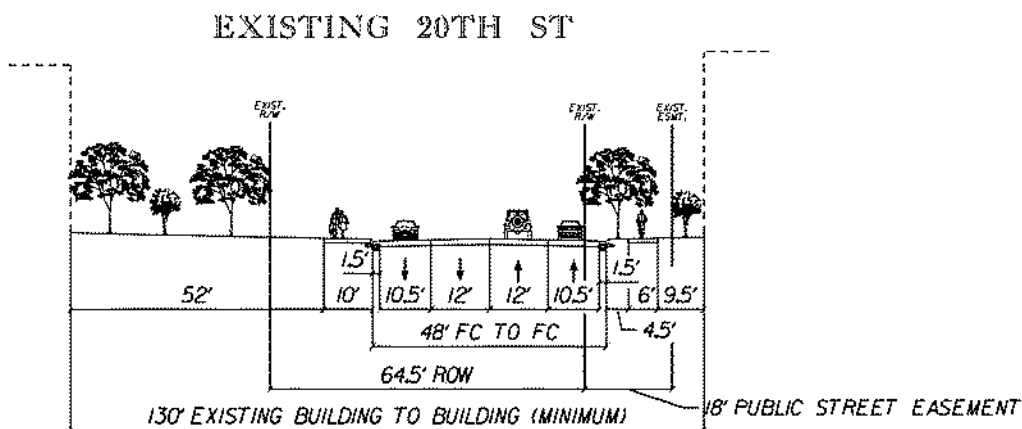 EXISTING 20TH ST
EXIST.
R/W
EXIST.
R/W
EXIST.
ESMT.
1.5' 1.5'
52' 10' 10.5' 12' 12' 10.5' 6' 9.5'
48' FC TO FC 4.5'
64.5' ROW
130' EXISTING BUILDING TO BUILDING (MINIMUM) 18' PUBLIC STREET EASEMENT